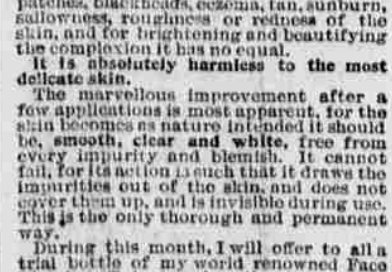 patches, blackheads, eczema, tan, sunburn,
sallowness, roughness or redness of the
skin, and for brightening and beautifying
the complexion it has no equal.
It is absolutely harmless to the most
delicate skin.
The marvellous improvement after a
few applications is most apparent, for the
skin becomes as nature intended it should
be, smooth, clear and white, free from
every impurity and blemish. It cannot
fail, for its action is such that it draws the
impurities out of the skin, and does not
cover them up, and is invisible during use.
This is the only thorough and permanent
way.
During this month, I will offer to all a
trial bottle of my world renowned Face